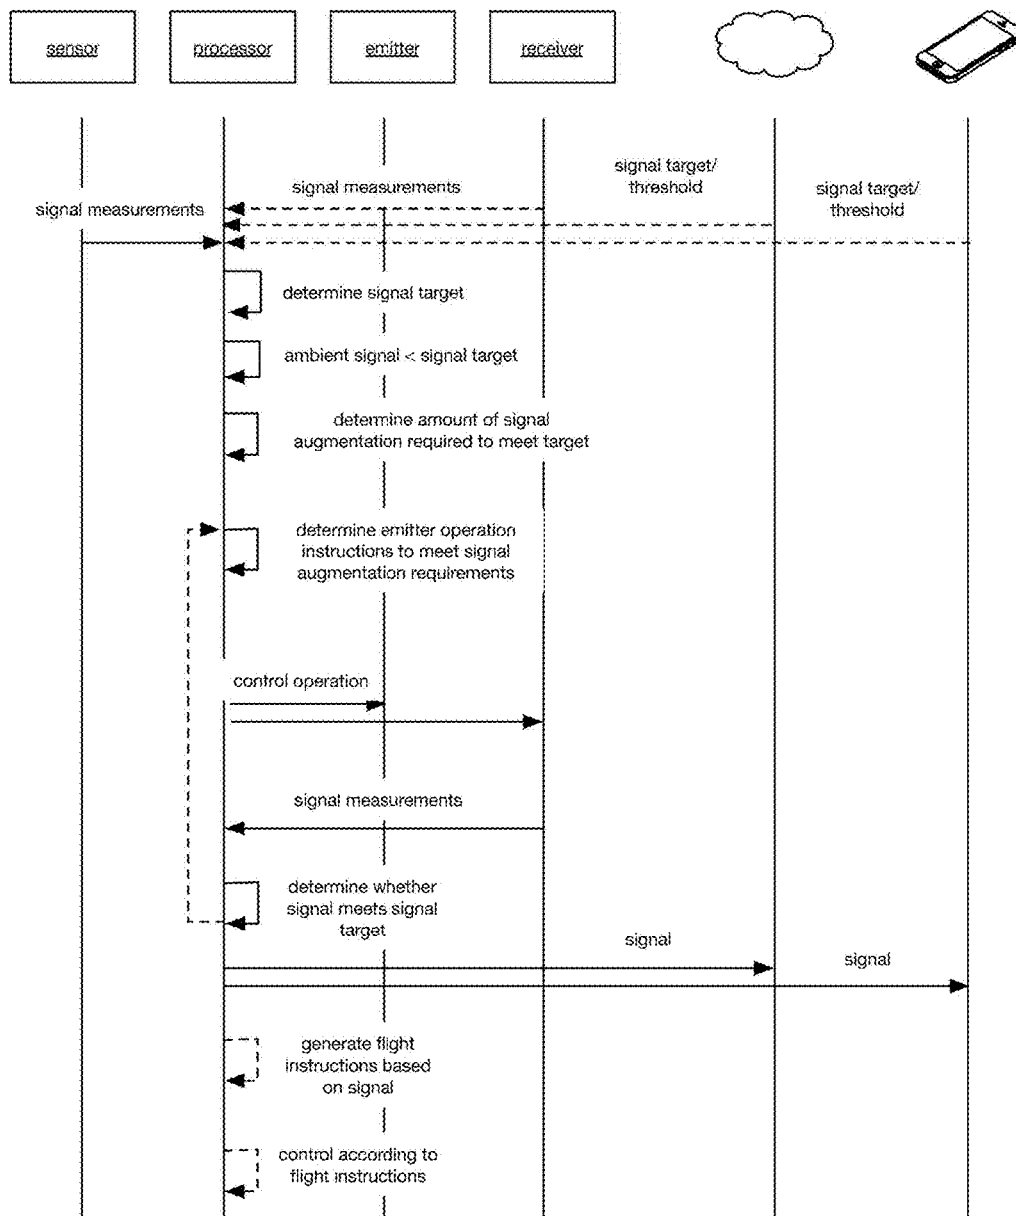 sensor
processor
emitter
receiver
signal target/
threshold
signal measurements
signal target/
threshold
signal measurements
determine signal target
ambient signal < signal target
determine amount of signal
augmentation required to meet target
determine emitter operation
instructions to meet signal
augmentation requirements
control operation
signal measurements
determine whether
signal meets signal
target
signal
signal
generate flight
instructions based
on signal
control according to
flight instructions